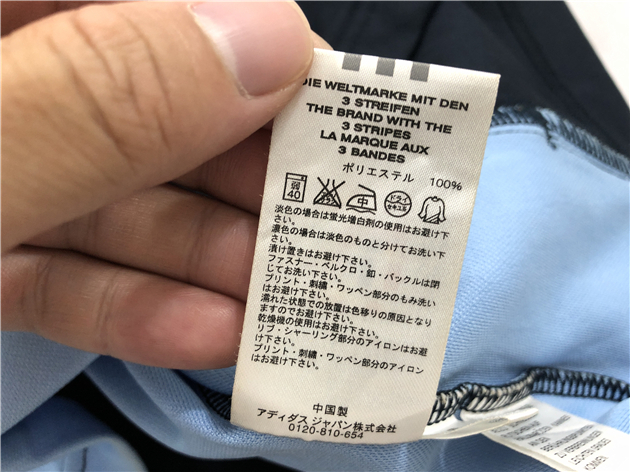 DIE WELTMARKE MIT DEN
3 STREIFEN
THE BRAND WITH THE
3 STRIPES
LA MARQUE AUX
3 BANDES
ポリエステル 100%
弱
40
中
ドライ
セキユ系
淡色の場合は蛍光増白剤の使用はお避け下
さい。
濃色の場合は淡色のものと分けてお洗い下
さい。
漬け置きはお避け下さい。
ファスナー・ベルクロ・釦・バックルは閉
じてお洗い下さい。
プリント・刺繍・ワッペン部分のもみ洗い
はお避け下さい。
濡れた状態での放置は色移りの原因となり
ますのでお避け下さい。
乾燥機の使用はお避け下さい。
リブ・シャーリング部分のアイロンはお避
け下さい。
プリント・刺繍・ワッペン部分のアイロン
はお避け下さい。
中国製
アディダス ジャパン株式会社
0120-810-654